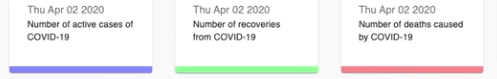 Thu Apr 02 2020
Number of active cases of
COVID-19
Thu Apr 02 2020
Number of recoveries
from COVID-19
Thu Apr 02 2020
Number of deaths caused
by COVID-19